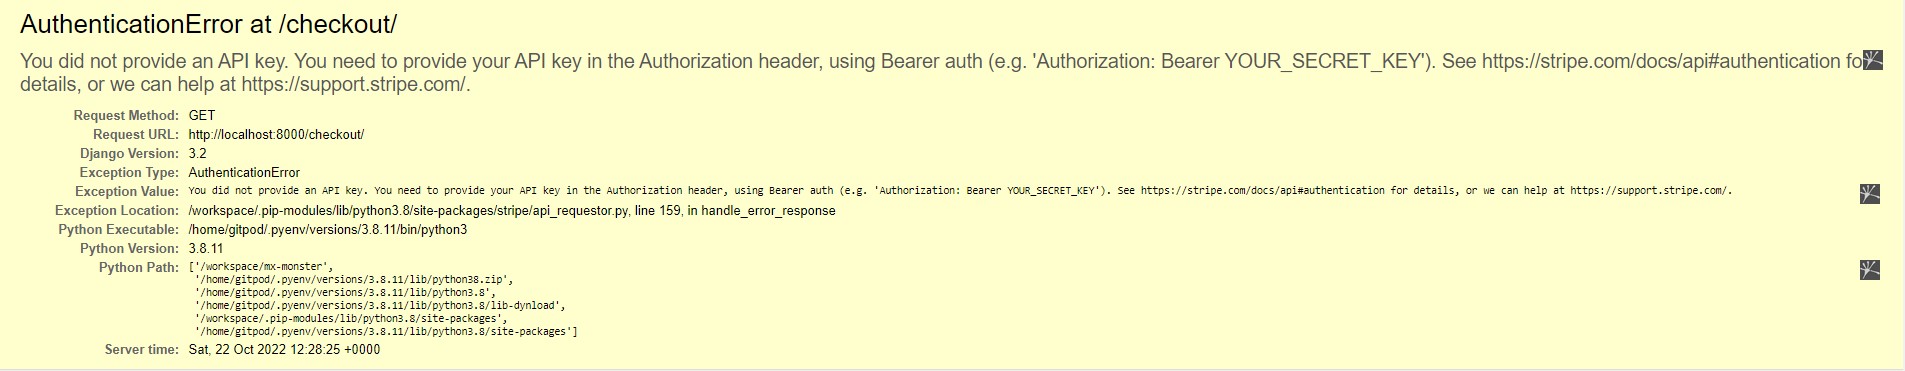 AuthenticationError at /checkout/
You did not provide an API key. You need to provide your API key in the Authorization header, using Bearer auth (e.g. 'Authorization: Bearer YOUR_SECRET_KEY'). See https://stripe.com/docs/api#authentication fo
details, or we can help at https://support.stripe.com/.
Request Method: GET
Request URL: http://localhost:8000/checkout/
Django Version: 3.2
Exception Type: AuthenticationError
Exception Value: You did not provide an API key. You need to provide your API key in the Authorization header, using Bearer auth (e.g. 'Authorization: Bearer YOUR_SECRET_KEY'). See https://stripe.com/docs/api#authentication for details, or we can help at https://support.stripe.com/.
Exception Location: /workspace/.pip-modules/lib/python3.8/site-packages/stripe/api_requestor.py, line 159, in handle_error_response
Python Executable: /home/gitpod/.pyenv/versions/3.8.11/bin/python3
Python Version: 3.8.11
Python Path: ['/workspace/mx-monster',
'/home/gitpod/.pyenv/versions/3.8.11/lib/python38.zip',
'/home/gitpod/.pyenv/versions/3.8.11/lib/python3.8',
'/home/gitpod/.pyenv/versions/3.8.11/lib/python3.8/lib-dynload',
'/workspace/.pip-modules/lib/python3.8/site-packages',
'/home/gitpod/.pyenv/versions/3.8.11/lib/python3.8/site-packages']
Server time: Sat, 22 Oct 2022 12:28:25 +0000